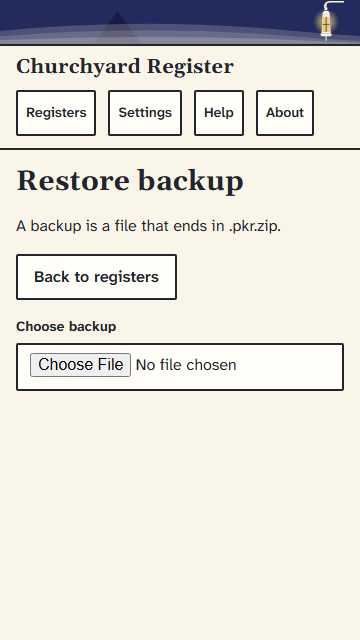 Churchyard Register
Registers
Settings
Help
About
Restore backup
A backup is a file that ends in .pkr.zip.
Back to registers
Choose backup
Choose File No file chosen